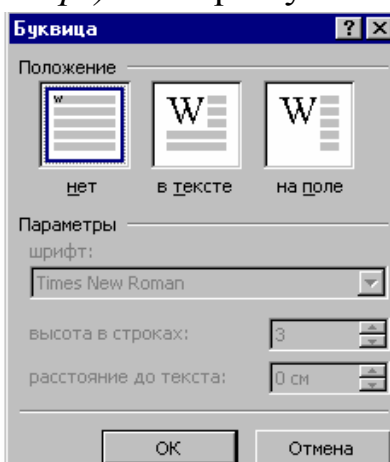 Буквица
Положение
W W W
нет в тексте на поле
Параметры
шрифт:
Times New Roman
высота в строках: 3
расстояние до текста: 0 см
ОК Отмена